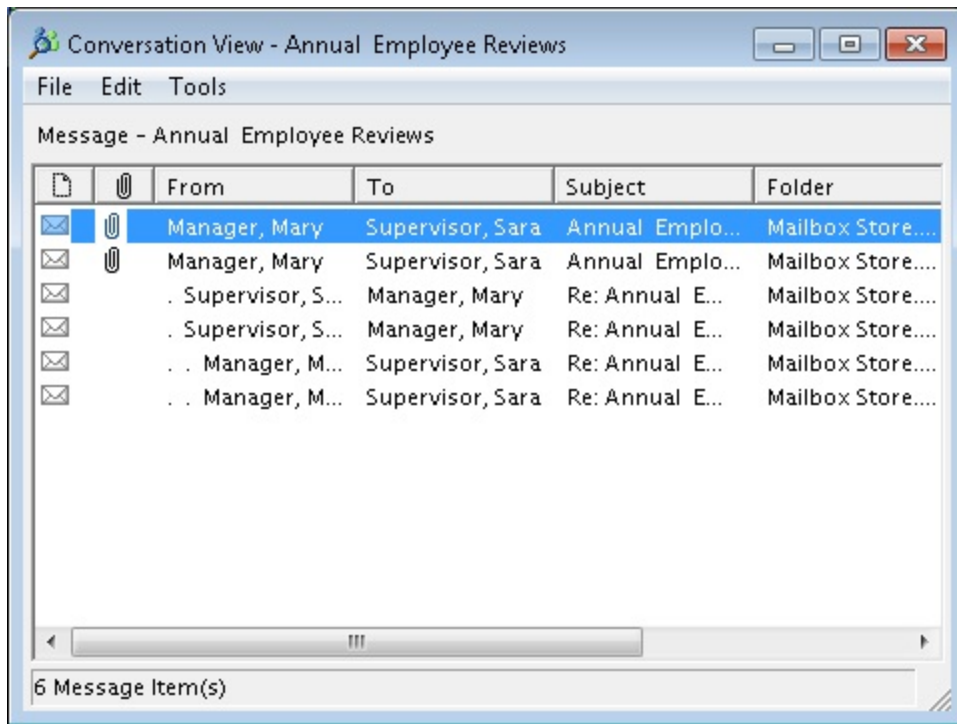 Conversation View - Annual Employee Reviews
File Edit Tools
Message - Annual Employee Reviews
From To Subject Folder
Manager, Mary Supervisor, Sara Annual Emplo... Mailbox Store....
Manager, Mary Supervisor, Sara Annual Emplo... Mailbox Store....
. Supervisor, S... Manager, Mary Re: Annual E... Mailbox Store....
. Supervisor, S... Manager, Mary Re: Annual E... Mailbox Store....
. . Manager, M... Supervisor, Sara Re: Annual E... Mailbox Store....
. . Manager, M... Supervisor, Sara Re: Annual E... Mailbox Store....
6 Message Item(s)